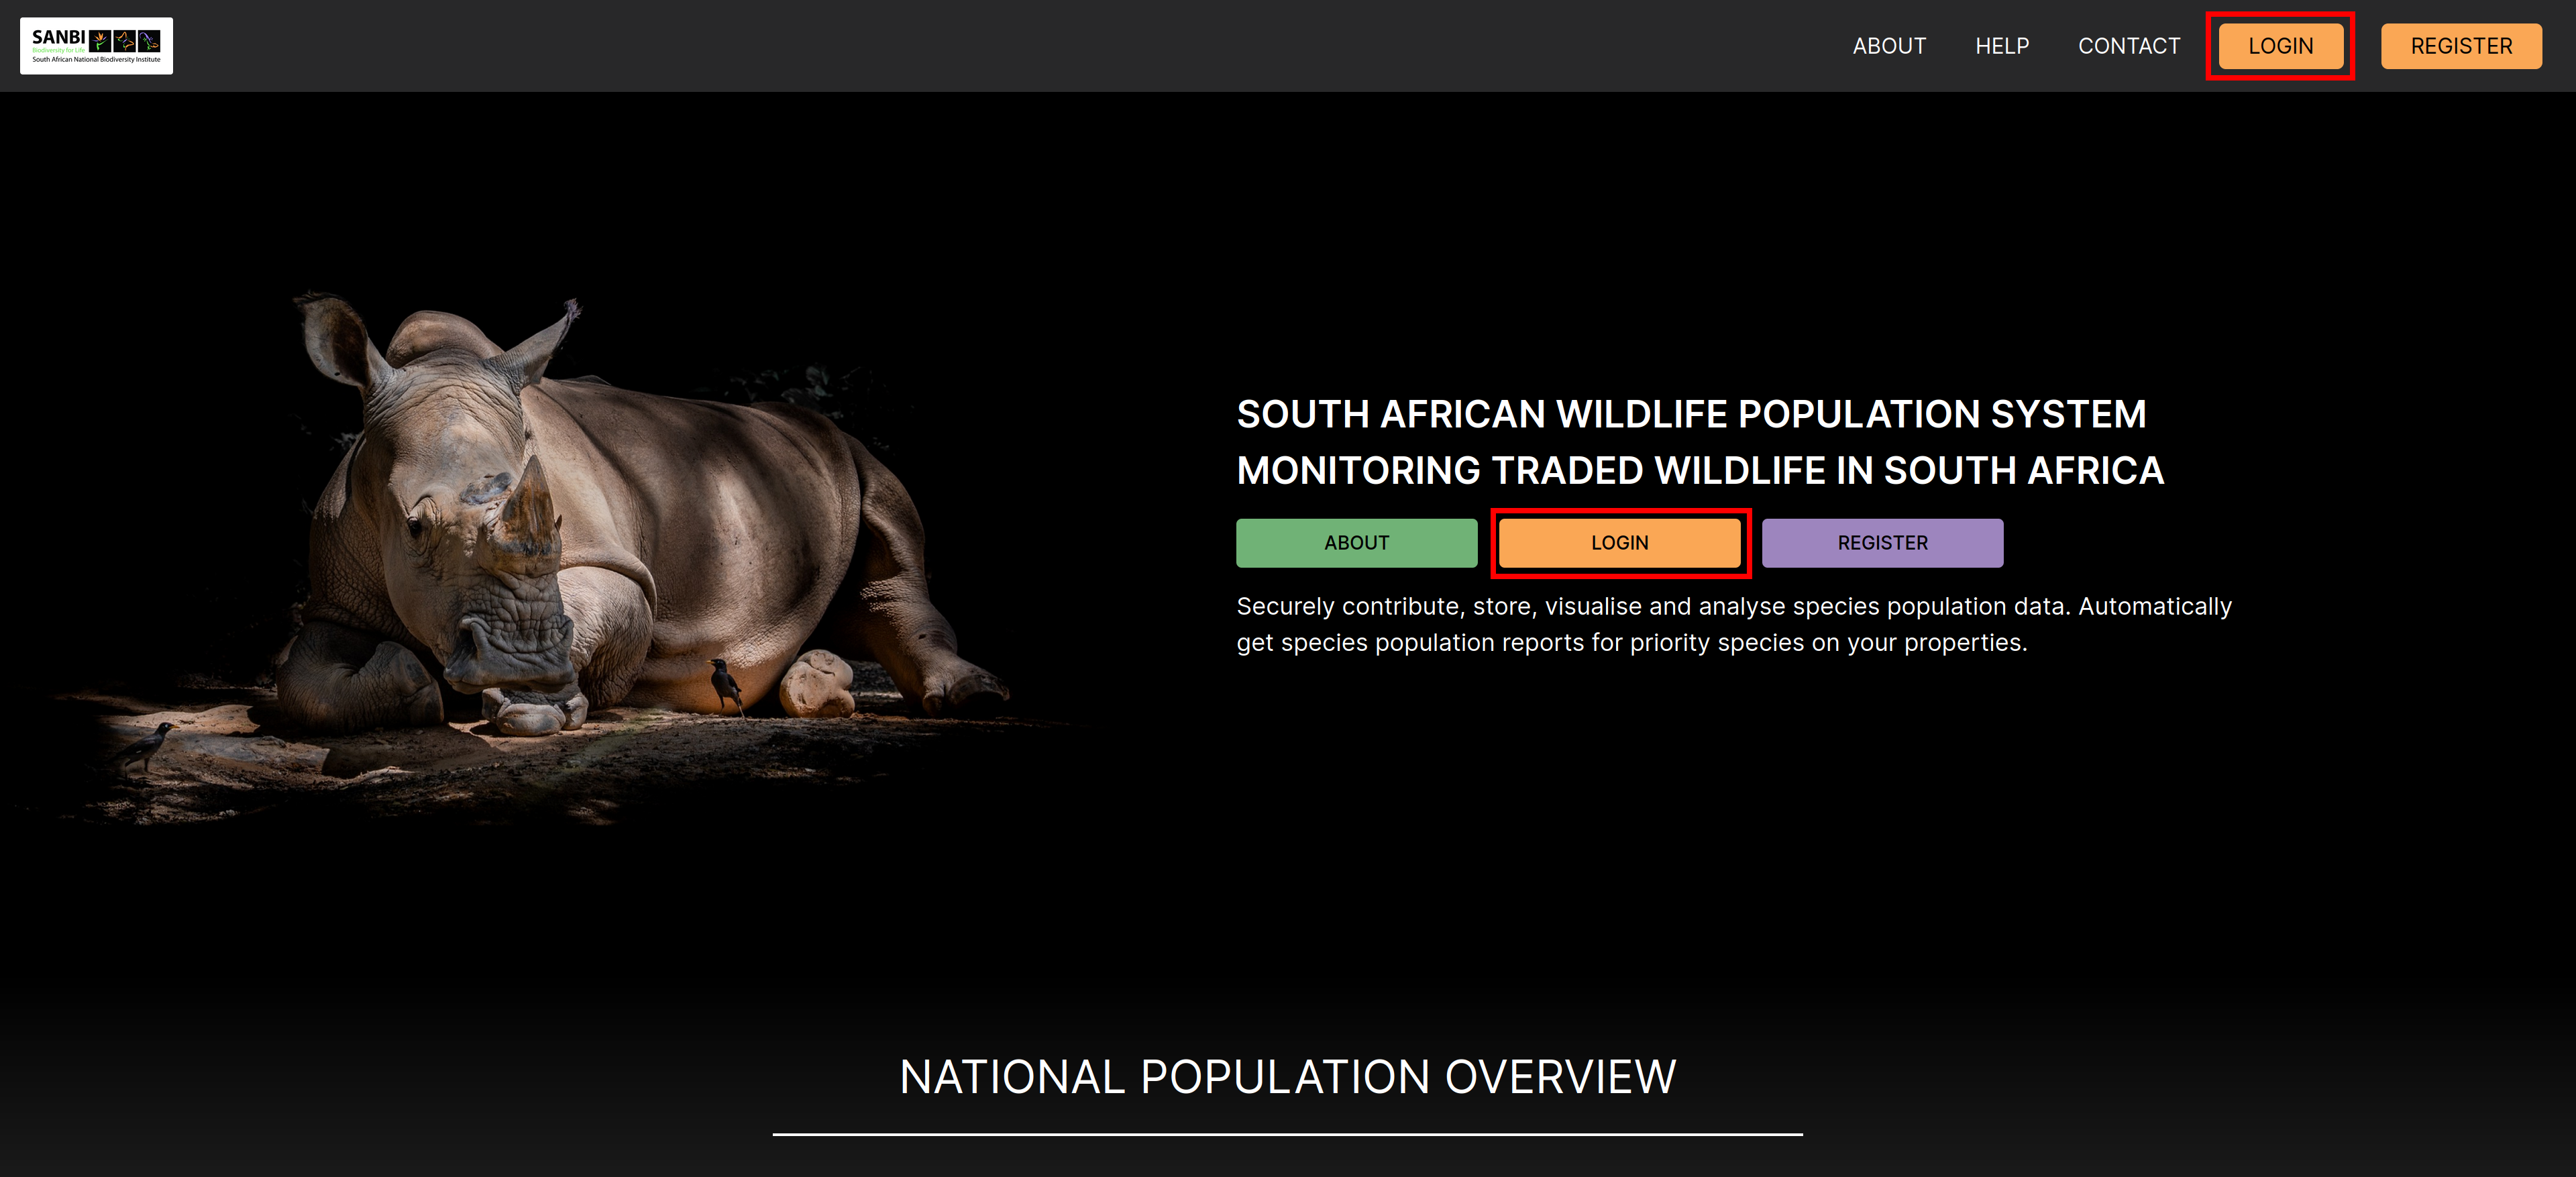 SANBI
Biodiversity for Life
South African National Biodiversity Institute
ABOUT HELP CONTACT LOGIN REGISTER
SOUTH AFRICAN WILDLIFE POPULATION SYSTEM
MONITORING TRADED WILDLIFE IN SOUTH AFRICA
ABOUT LOGIN REGISTER
Securely contribute, store, visualise and analyse species population data. Automatically
get species population reports for priority species on your properties.
NATIONAL POPULATION OVERVIEW